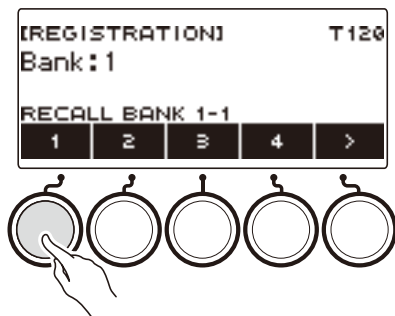 [REGISTRATION] T120
Bank:1
RECALL BANK 1-1
1 2 3 4 >